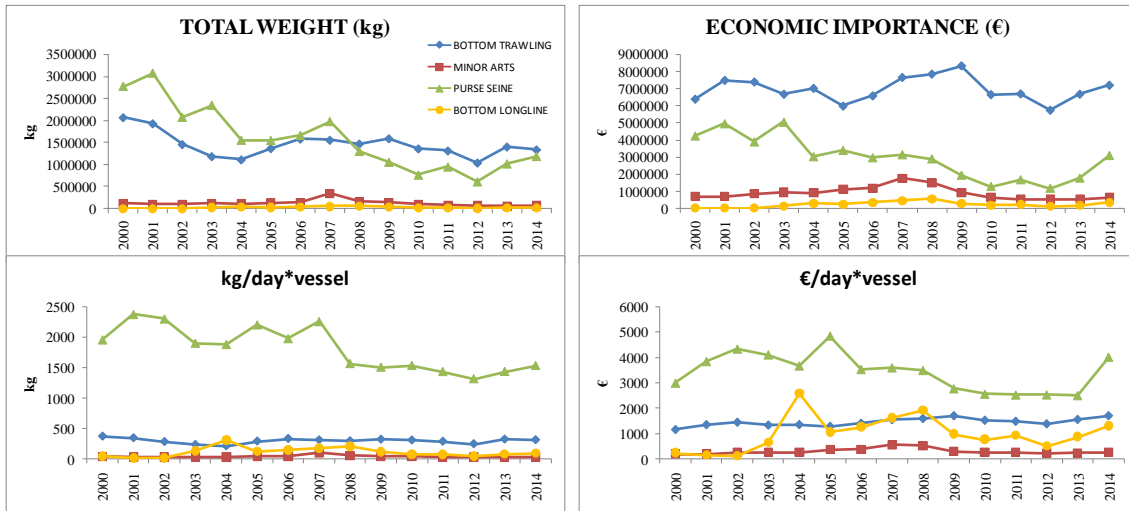 TOTAL WEIGHT (kg)
BOTTOM TRAWLING
MINOR ARTS
PURSE SEINE
BOTTOM LONGLINE
3500000
3000000
2500000
2000000
1500000
1000000
500000
0
kg
2000 2001 2002 2003 2004 2005 2006 2007 2008 2009 2010 2011 2012 2013 2014
ECONOMIC IMPORTANCE (€)
9000000
8000000
7000000
6000000
5000000
4000000
3000000
2000000
1000000
0
€
2000 2001 2002 2003 2004 2005 2006 2007 2008 2009 2010 2011 2012 2013 2014
kg/day*vessel
2500
2000
1500
1000
500
0
kg
2000 2001 2002 2003 2004 2005 2006 2007 2008 2009 2010 2011 2012 2013 2014
€/day*vessel
6000
5000
4000
3000
2000
1000
0
€
2000 2001 2002 2003 2004 2005 2006 2007 2008 2009 2010 2011 2012 2013 2014